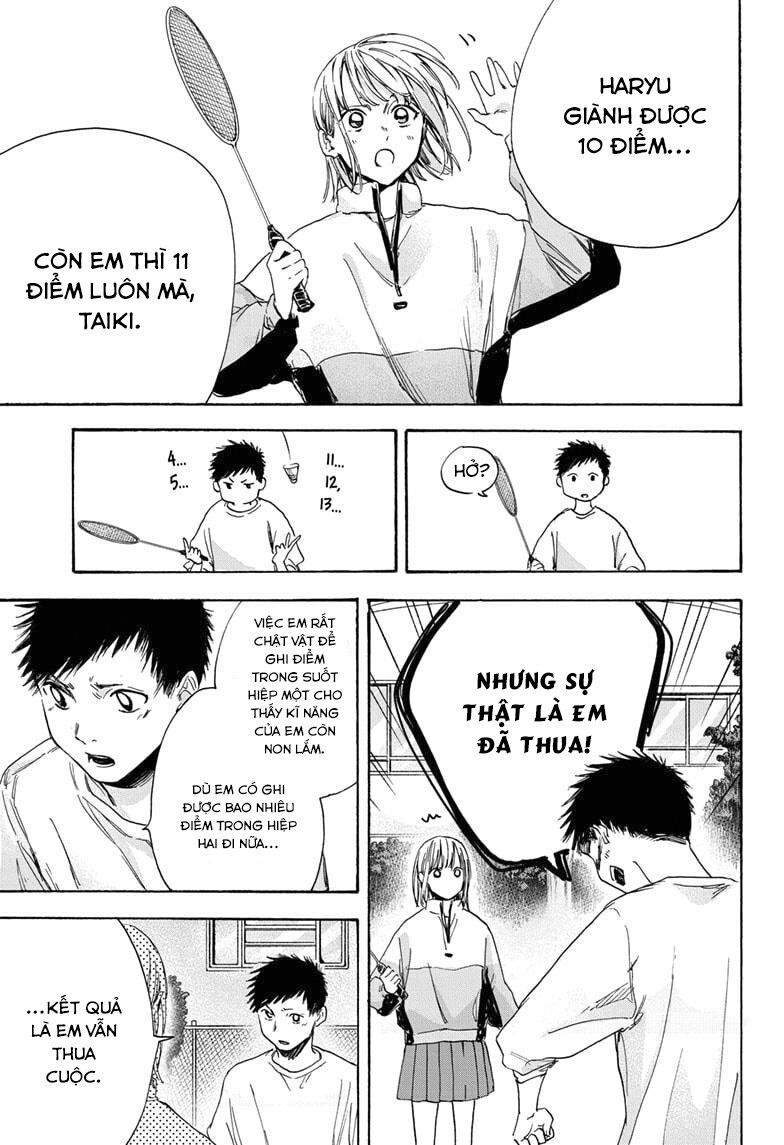 HARYU
GIÀNH ĐƯỢC
10 ĐIỂM...
CÒN EM THÌ 11
ĐIỂM LUÔN MÀ,
TAIKI.
HỞ?
11...
12,
13...
4...
5...
NHƯNG SỰ
THẬT LÀ EM
ĐÃ THUA!
VIỆC EM RẤT
CHẬT VẬT ĐỂ
GHI ĐIỂM
TRONG SUỐT
HIỆP MỘT CHO
THẤY KĨ NĂNG
CỦA EM CÒN
NON LẮM.
DÙ EM CÓ GHI
ĐƯỢC BAO NHIÊU
ĐIỂM TRONG HIỆP
HAI ĐI NỮA...
...KẾT QUẢ
LÀ EM VẪN
THUA
CUỘC.